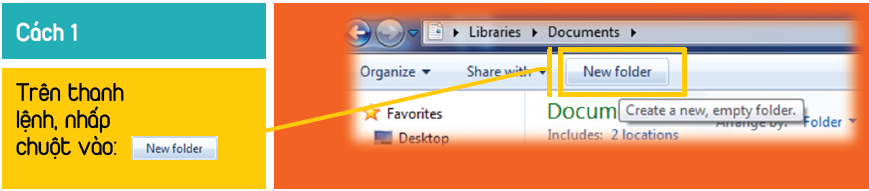 Cách 1
Trên thanh
lệnh, nhấp
chuột vào: New folder
Libraries Documents
Organize Share with New folder
Favorites
Desktop
Docum
Create a new, empty folder.
Arrange by: Folder
Includes: 2 locations